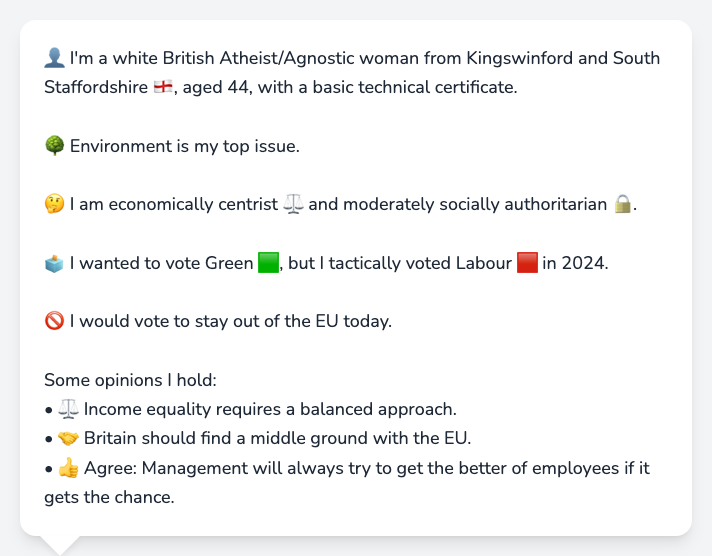 👤 I'm a white British Atheist/Agnostic woman from Kingswinford and South
Staffordshire 🏴󠁧󠁢󠁥󠁮󠁧󠁿, aged 44, with a basic technical certificate.
🌳 Environment is my top issue.
🤔 I am economically centrist ⚖️ and moderately socially authoritarian 🔒.
🗳️ I wanted to vote Green 🟩, but I tactically voted Labour 🟥 in 2024.
🚫 I would vote to stay out of the EU today.
Some opinions I hold:
• ⚖️ Income equality requires a balanced approach.
• 🤝 Britain should find a middle ground with the EU.
• 👍 Agree: Management will always try to get the better of employees if it
gets the chance.